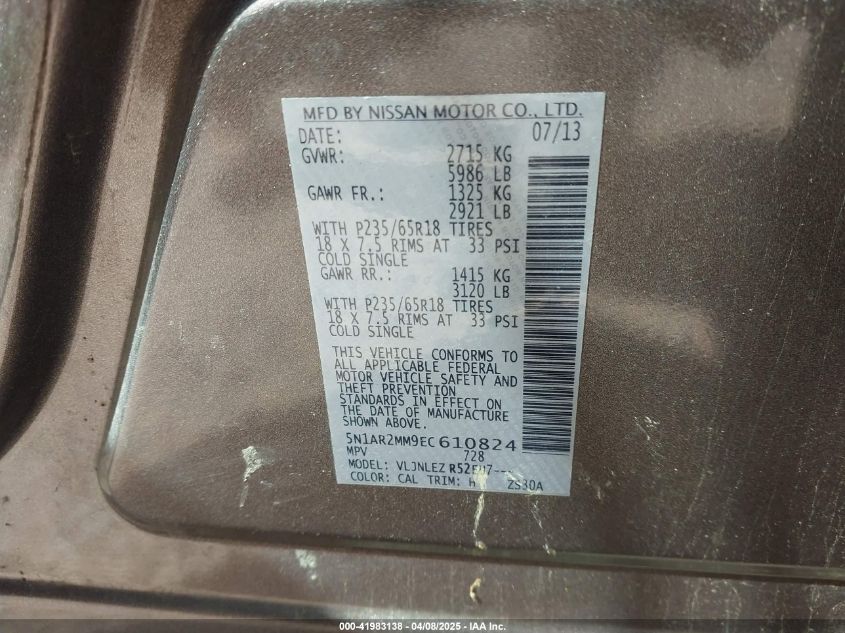 MFD BY NISSAN MOTOR CO., LTD.
DATE: 07/13
GVWR: 2715 KG
5986 LB
GAWR FR.: 1325 KG
2921 LB
WITH P235/65R18 TIRES
18 X 7.5 RIMS AT 33 PSI
COLD SINGLE
GAWR RR.: 1415 KG
3120 LB
WITH P235/65R18 TIRES
18 X 7.5 RIMS AT 33 PSI
COLD SINGLE
THIS VEHICLE CONFORMS TO
ALL APPLICABLE FEDERAL
MOTOR VEHICLE SAFETY AND
THEFT PREVENTION
STANDARDS IN EFFECT ON
THE DATE OF MANUFACTURE
SHOWN ABOVE.
5N1AR2MM9EC610824
MPV 728
MODEL: VLJNLEZ
COLOR: CAL TRIM:
000-41983138 - 04/08/2025 - IAA Inc.